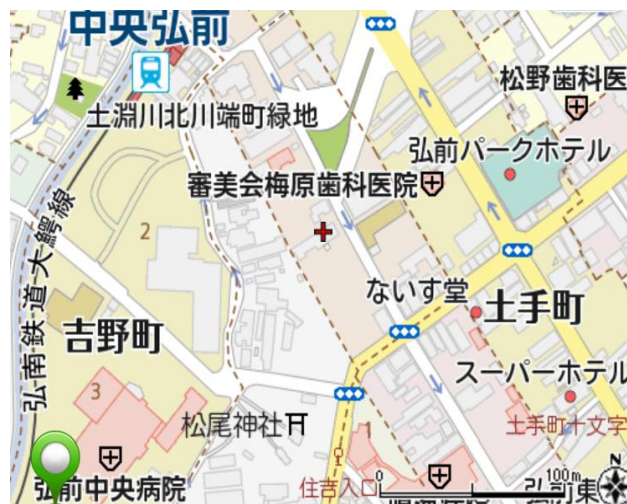 中央弘前
松野歯科医
土淵川北川端町緑地
弘前パークホテル
審美会梅原歯科医院
2
弘南鉄道大鰐線
ないす堂
土手町
吉野町
スーパーホテル
3
松尾神社
1
土手町十文字
弘前中央病院
住吉入口
0
100m
弘前東
N